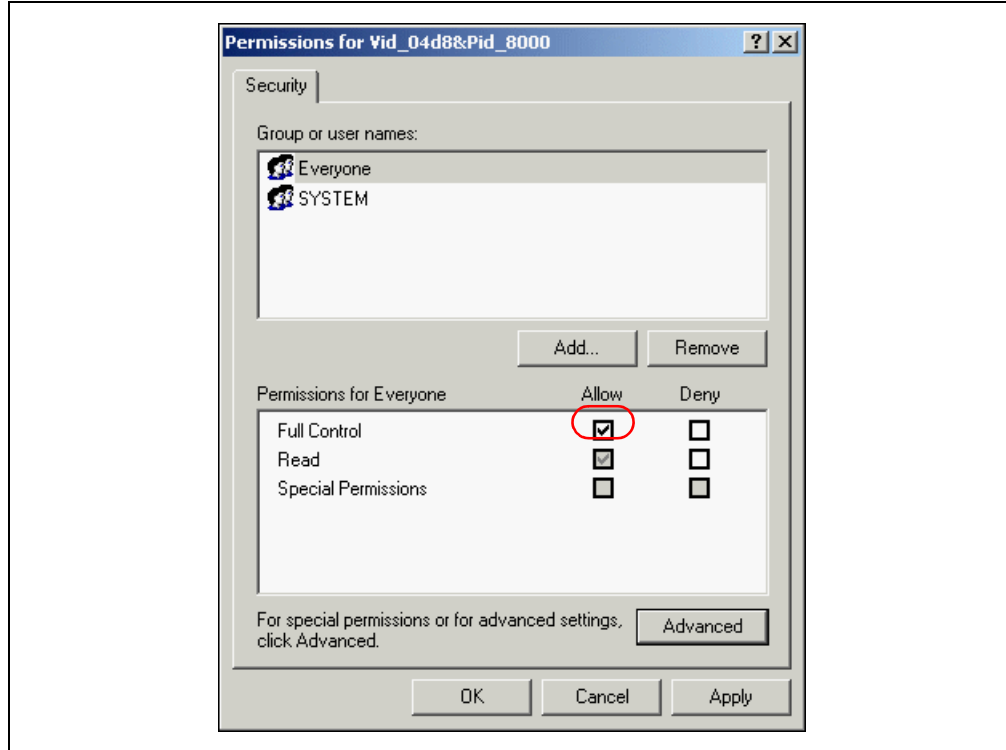 Permissions for Vid_04d8&Pid_8000
Security
Group or user names:
Everyone
SYSTEM
Add...
Remove
Permissions for Everyone
Allow
Deny
Full Control
Read
Special Permissions
For special permissions or for advanced settings,
click Advanced.
Advanced
OK
Cancel
Apply